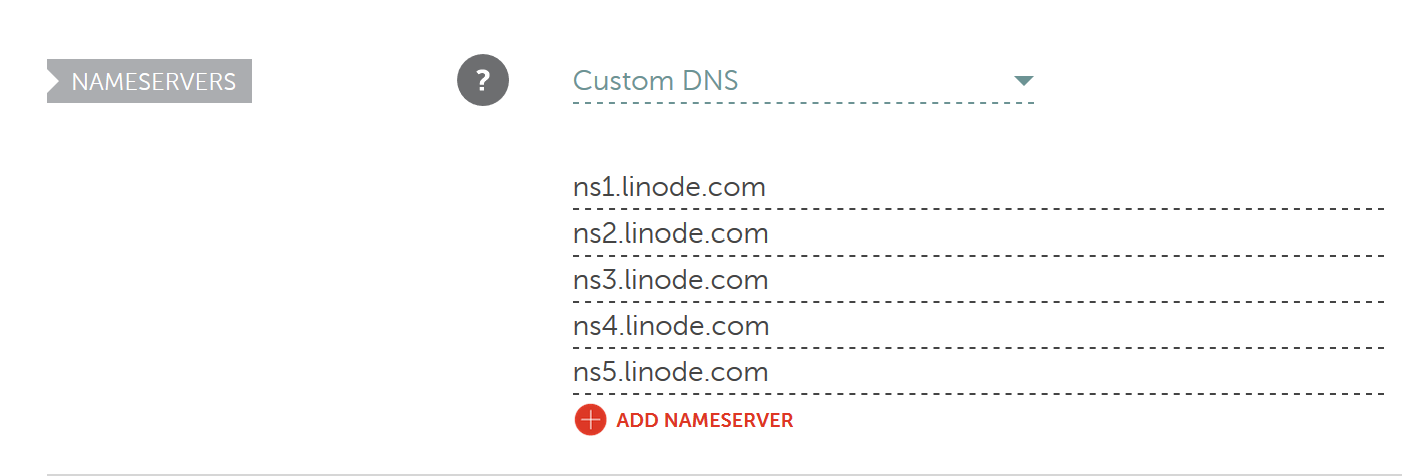 NAMESERVERS
?
Custom DNS
ns1.linode.com
ns2.linode.com
ns3.linode.com
ns4.linode.com
ns5.linode.com
ADD NAMESERVER